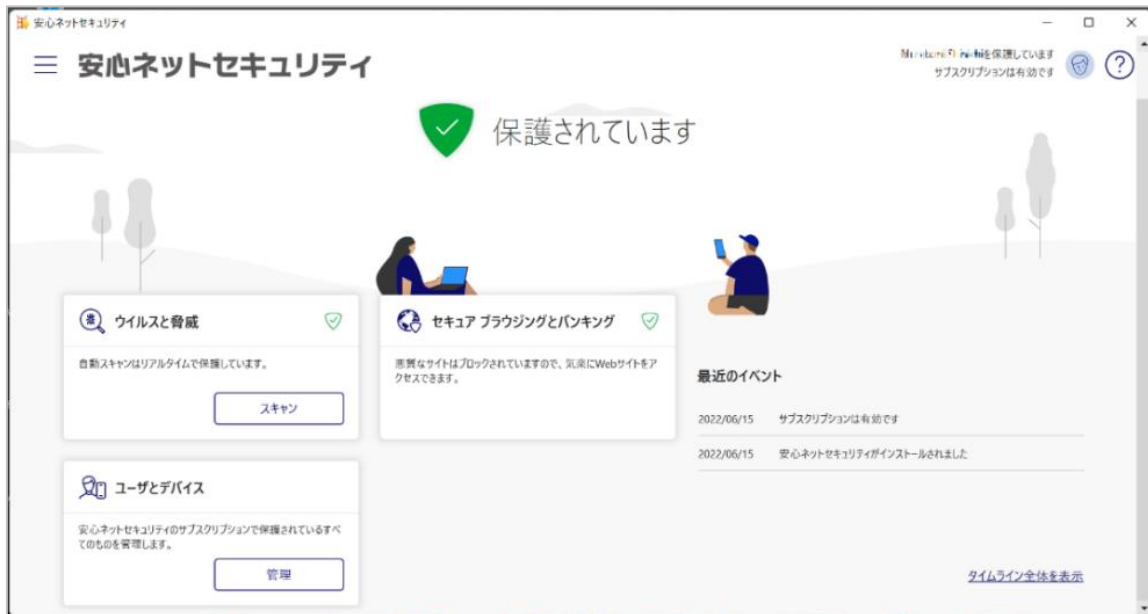 安心ネットセキュリティ
安心ネットセキュリティ
を保護しています
サブスクリプションは有効です
?
保護されています
ウイルスと脅威
自動スキャンはリアルタイムで保護しています。
スキャン
セキュア ブラウジングとバンキング
悪質なサイトはブロックされていますので、気楽にWebサイトをア
クセスできます。
最近のイベント
2022/06/15 サブスクリプションは有効です
2022/06/15 安心ネットセキュリティがインストールされました
ユーザとデバイス
安心ネットセキュリティのサブスクリプションで保護されているすべ
てのものを管理します。
管理
タイムライン全体を表示